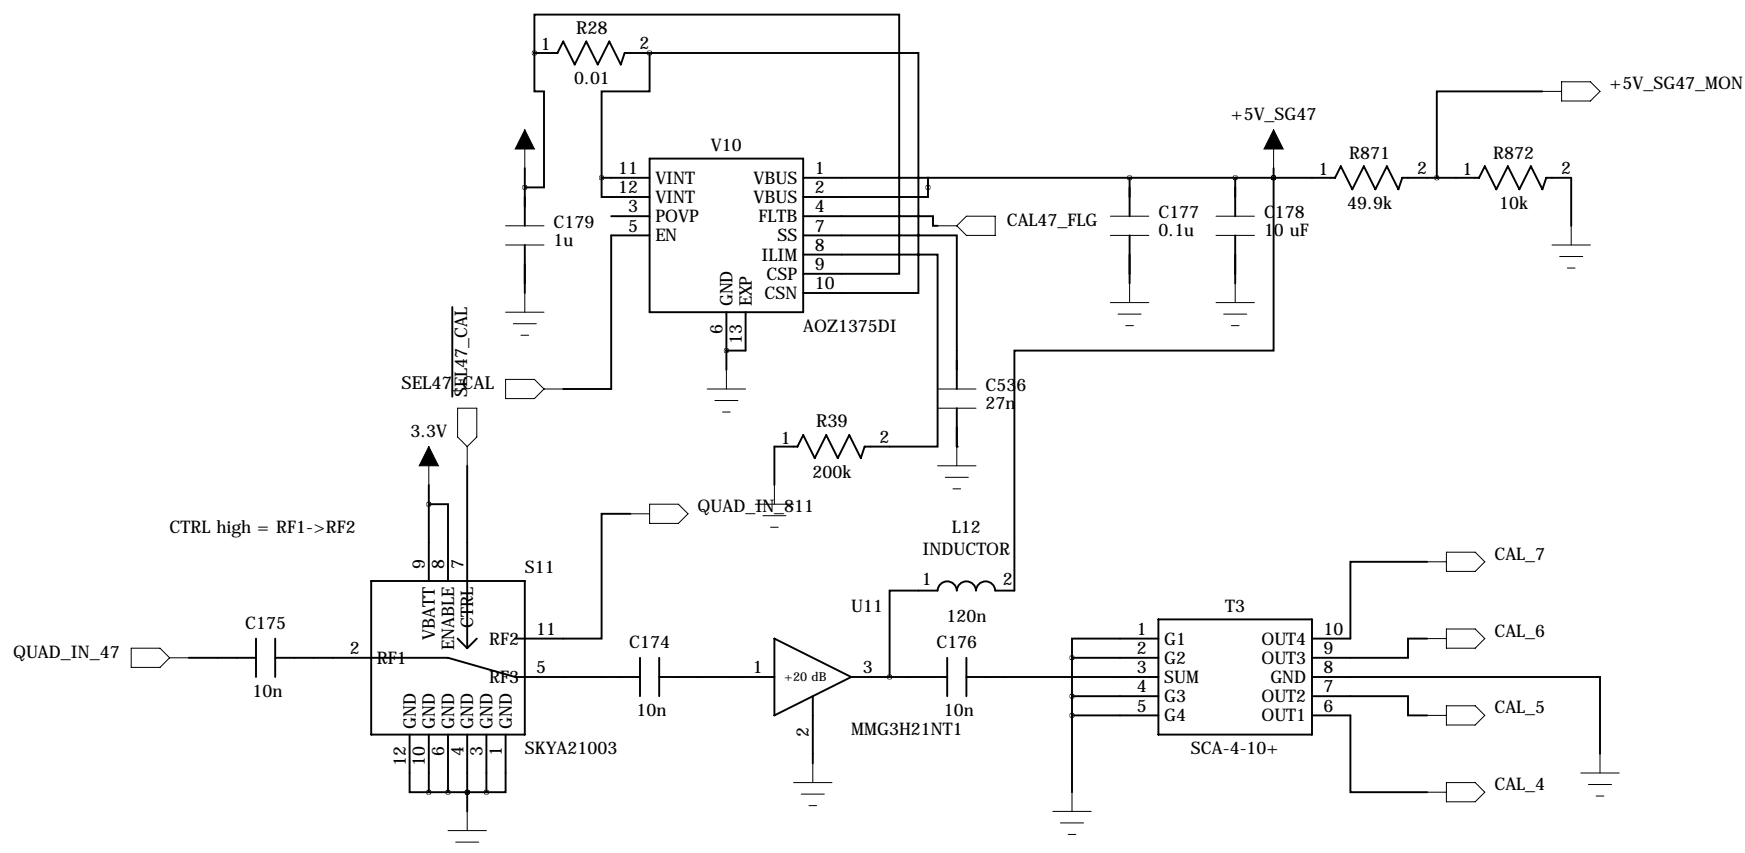 R28
1
2
0.01
+5V_SG47_MON
+5V_SG47
V10
R871
R872
1
2
1
2
49.9k
10k
11
VINT
VBUS
1
12
VINT
VBUS
2
3
POVP
FLTB
4
5
EN
SS
7
ILIM
8
CSP
9
CSN
10
GND
EXP
6
13
AOZ1375DI
C179
1u
CAL47_FLG
C177
0.1u
C178
10 uF
SEL47_CAL
SEL47_CAL
C536
27n
R39
1
2
200k
3.3V
QUAD_IN_811
CTRL high = RF1->RF2
L12
INDUCTOR
1
2
120n
9
8
7
S11
VBATT
ENABLE
CTRL
RF2
11
RF1
2
RF3
5
GND
GND
GND
GND
GND
GND
12
10
6
4
3
1
SKYA21003
QUAD_IN_47
C175
10n
C174
10n
U11
1
+20 dB
3
2
MMG3H21NT1
C176
10n
T3
1
G1
OUT4
10
2
G2
OUT3
9
3
SUM
GND
8
4
G3
OUT2
7
5
G4
OUT1
6
SCA-4-10+
CAL_7
CAL_6
CAL_5
CAL_4